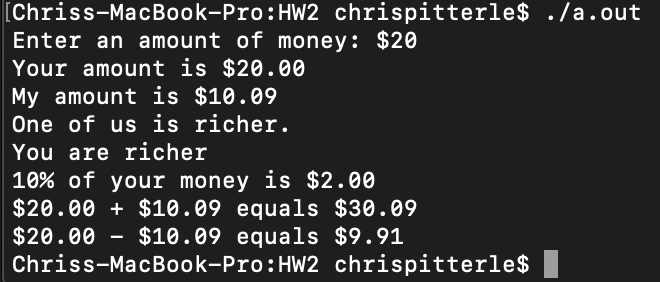 [Chriss-MacBook-Pro:HW2 chrispitterle$ ./a.out
Enter an amount of money: $20
Your amount is $20.00
My amount is $10.09
One of us is richer.
You are richer
10% of your money is $2.00
$20.00 + $10.09 equals $30.09
$20.00 - $10.09 equals $9.91
Chriss-MacBook-Pro:HW2 chrispitterle$